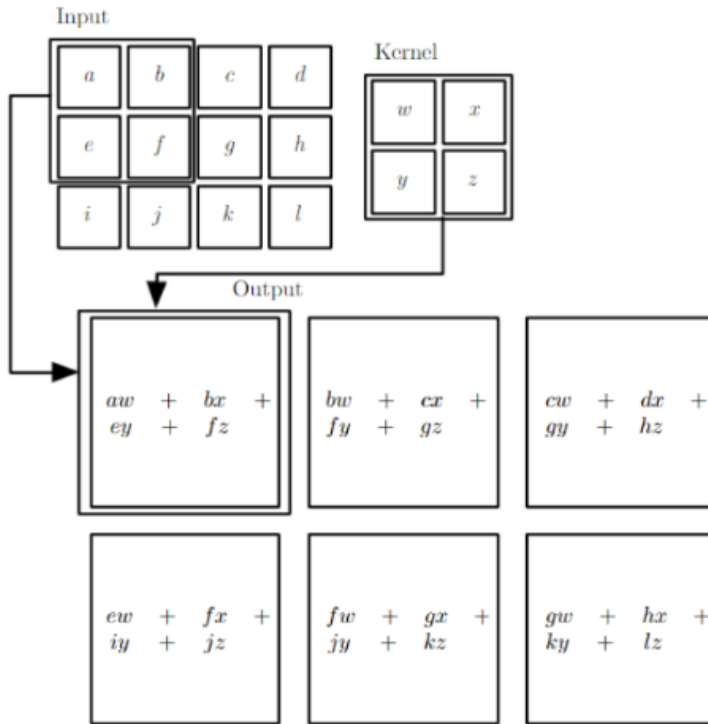 Input
Kernel
a b c d
w x
e f g h
y z
i j k l
Output
aw + bx + bw + cx + cw + dx +
ey + fz fy + gz gy + hz
ew + fx + fw + gx + gw + hx +
iy + jz jy + kz ky + lz